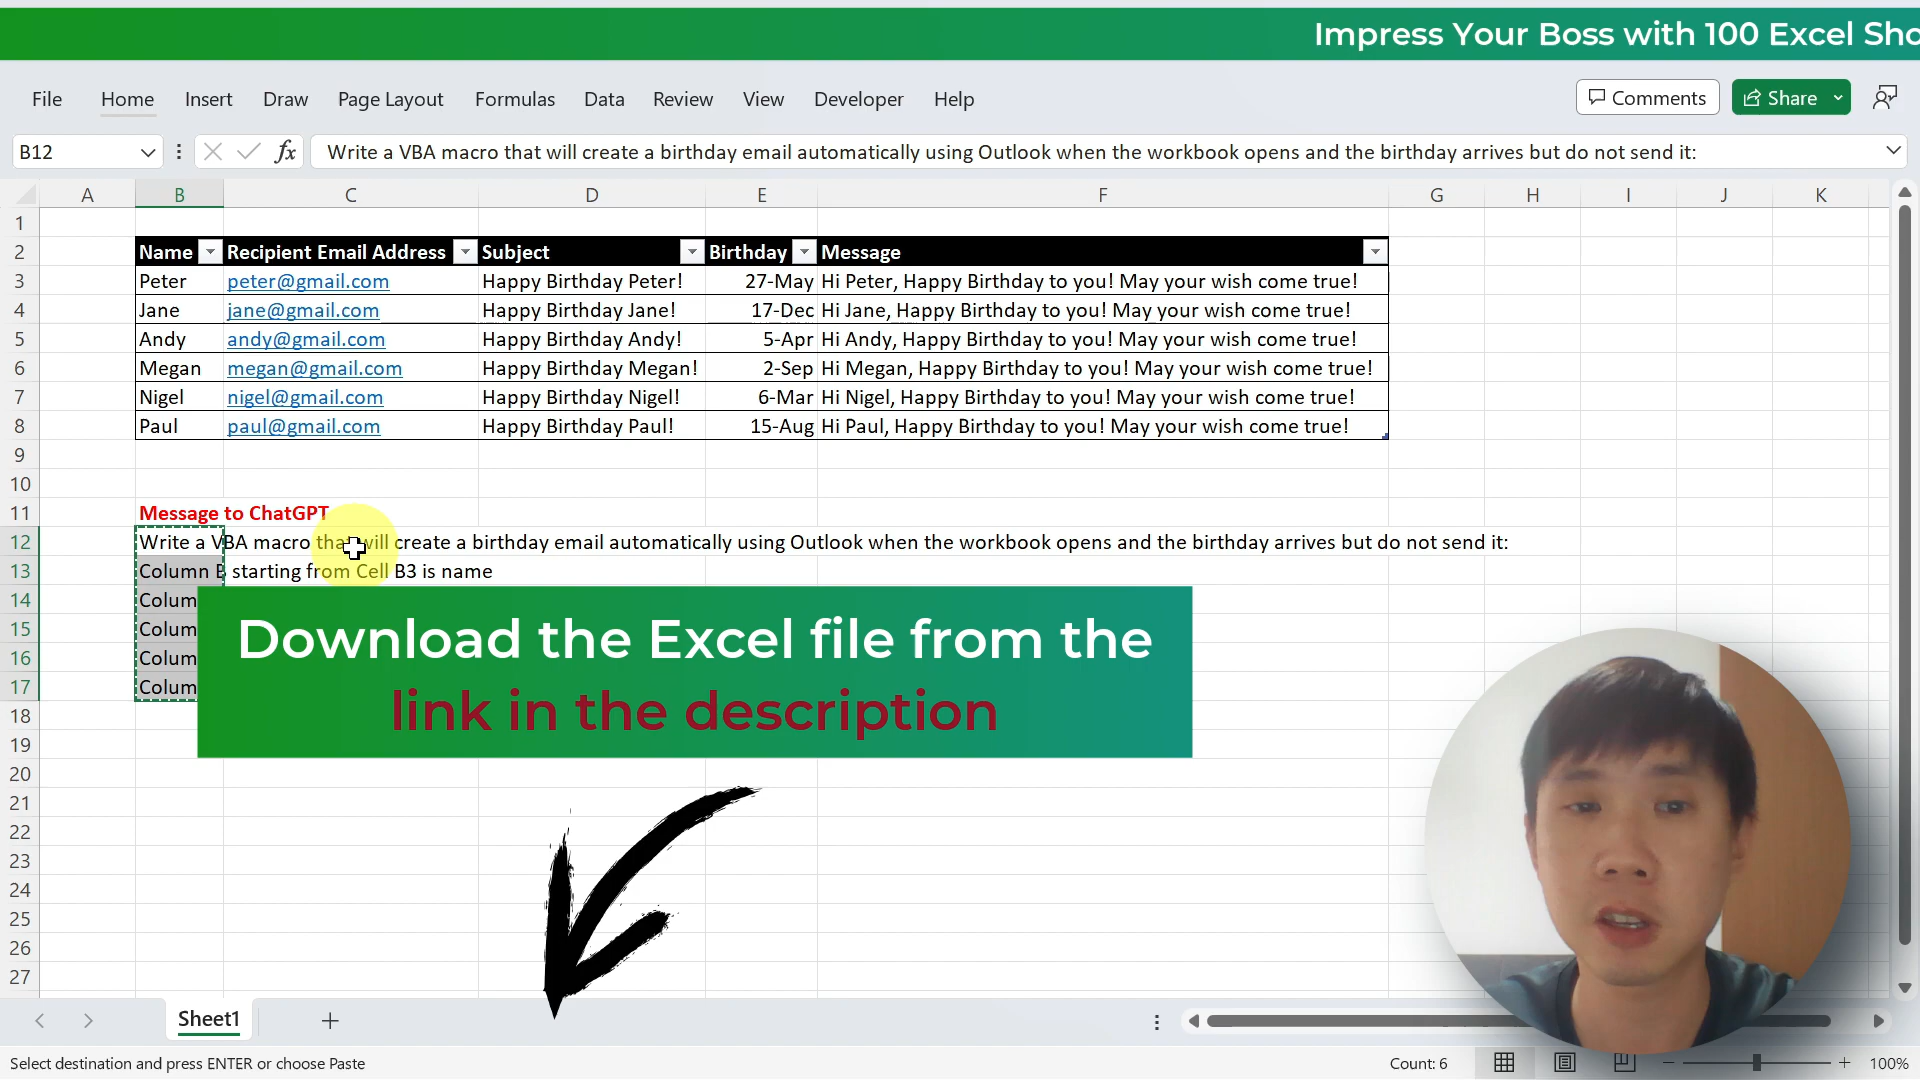 Impress Your Boss with 100 Excel Sho
File Home Insert Draw Page Layout Formulas Data Review View Developer Help Comments Share
B12 fx Write a VBA macro that will create a birthday email automatically using Outlook when the workbook opens and the birthday arrives but do not send it:
A B C D E F G H I J K
1
2 Name Recipient Email Address Subject Birthday Message
3 Peter peter@gmail.com Happy Birthday Peter! 27-May Hi Peter, Happy Birthday to you! May your wish come true!
4 Jane jane@gmail.com Happy Birthday Jane! 17-Dec Hi Jane, Happy Birthday to you! May your wish come true!
5 Andy andy@gmail.com Happy Birthday Andy! 5-Apr Hi Andy, Happy Birthday to you! May your wish come true!
6 Megan megan@gmail.com Happy Birthday Megan! 2-Sep Hi Megan, Happy Birthday to you! May your wish come true!
7 Nigel nigel@gmail.com Happy Birthday Nigel! 6-Mar Hi Nigel, Happy Birthday to you! May your wish come true!
8 Paul paul@gmail.com Happy Birthday Paul! 15-Aug Hi Paul, Happy Birthday to you! May your wish come true!
9
10
11 Message to ChatGPT
12 Write a VBA macro that will create a birthday email automatically using Outlook when the workbook opens and the birthday arrives but do not send it:
13 Column B starting from Cell B3 is name
14 Colum
15 Colum
16 Colum
17 Colum
Download the Excel file from the
link in the description
18
19
20
21
22
23
24
25
26
27
Sheet1
Select destination and press ENTER or choose Paste Count: 6 100%